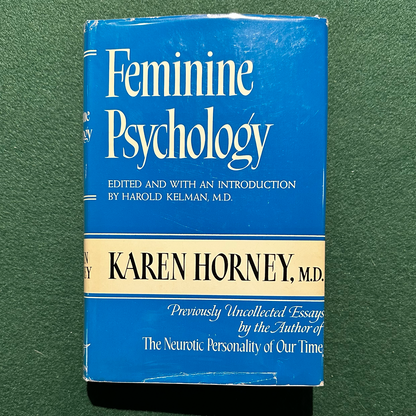 Feminine
Psychology
EDITED AND WITH AN INTRODUCTION
BY HAROLD KELMAN, M.D.
KAREN HORNEY, M.D.
Previously Uncollected Essays
by the Author of
The Neurotic Personality of Our Time